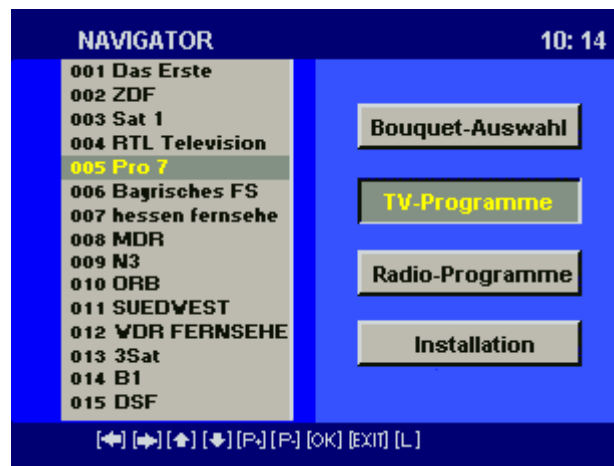 NAVIGATOR 10: 14
001 Das Erste
002 ZDF
003 Sat 1
004 RTL Television
005 Pro 7
006 Bayrisches FS
007 hessen fernsehe
008 MDR
009 N3
010 ORB
011 SUEDWEST
012 WDR FERNSEHE
013 3Sat
014 B1
015 DSF
Bouquet-Auswahl
TV-Programme
Radio-Programme
Installation
[←] [→] [↑] [↓] [P+] [P-] [OK] [EXIT] [L]